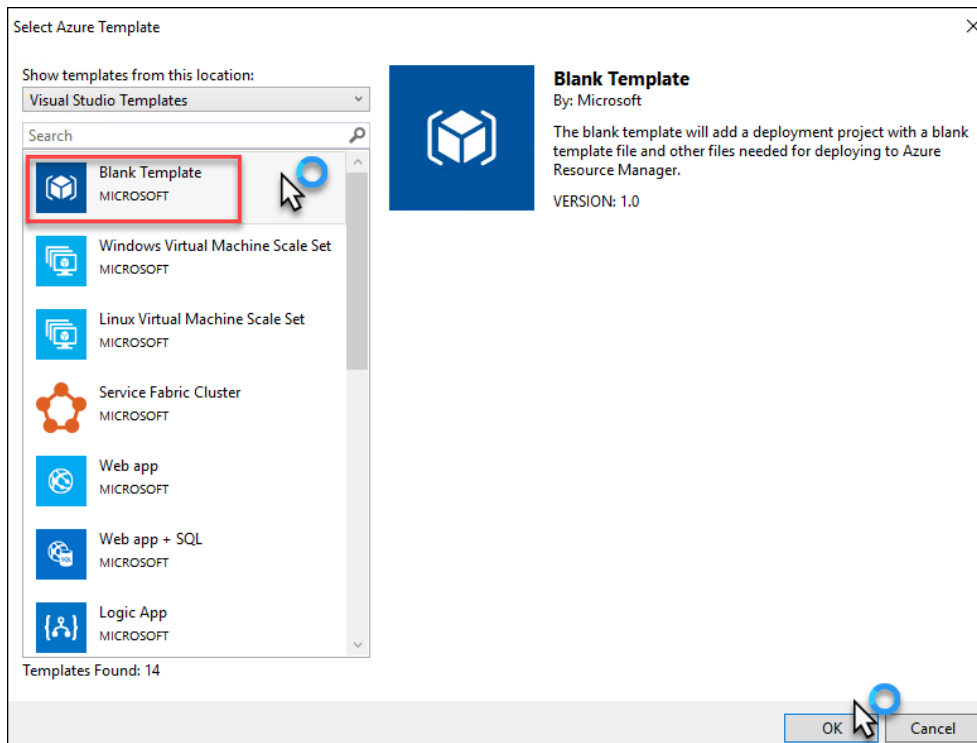 Select Azure Template
Show templates from this location:
Visual Studio Templates
Search
Blank Template
MICROSOFT
Windows Virtual Machine Scale Set
MICROSOFT
Linux Virtual Machine Scale Set
MICROSOFT
Service Fabric Cluster
MICROSOFT
Web app
MICROSOFT
Web app + SQL
MICROSOFT
Logic App
MICROSOFT
Templates Found: 14
Blank Template
By: Microsoft
The blank template will add a deployment project with a blank
template file and other files needed for deploying to Azure
Resource Manager.
VERSION: 1.0
OK
Cancel